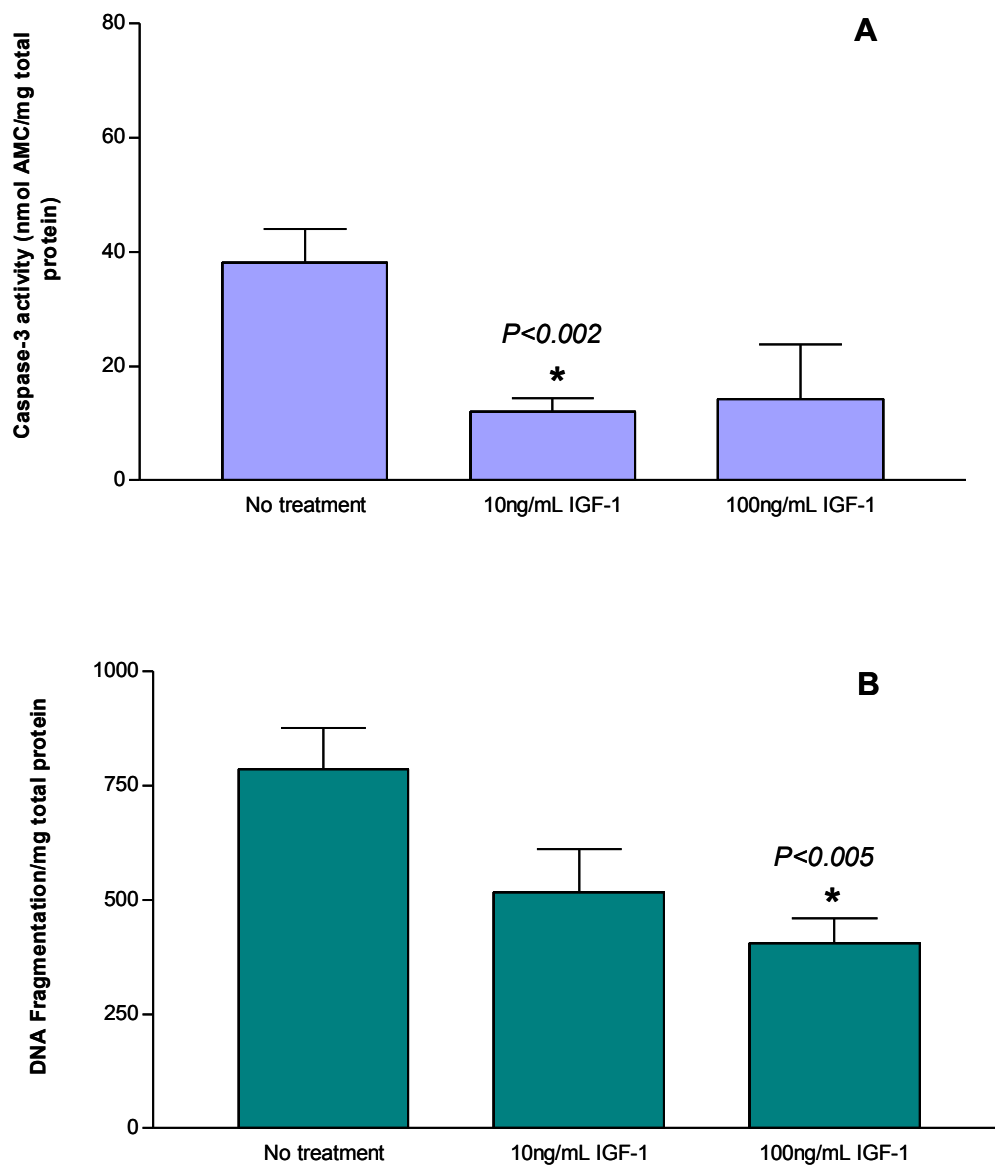 A
Caspase-3 activity (nmol AMC/mg total
protein)
80
60
40
20
0
P<0.002
*
No treatment
10ng/mL IGF-1
100ng/mL IGF-1
B
DNA Fragmentation/mg total protein
1000
750
500
250
0
P<0.005
*
No treatment
10ng/mL IGF-1
100ng/mL IGF-1